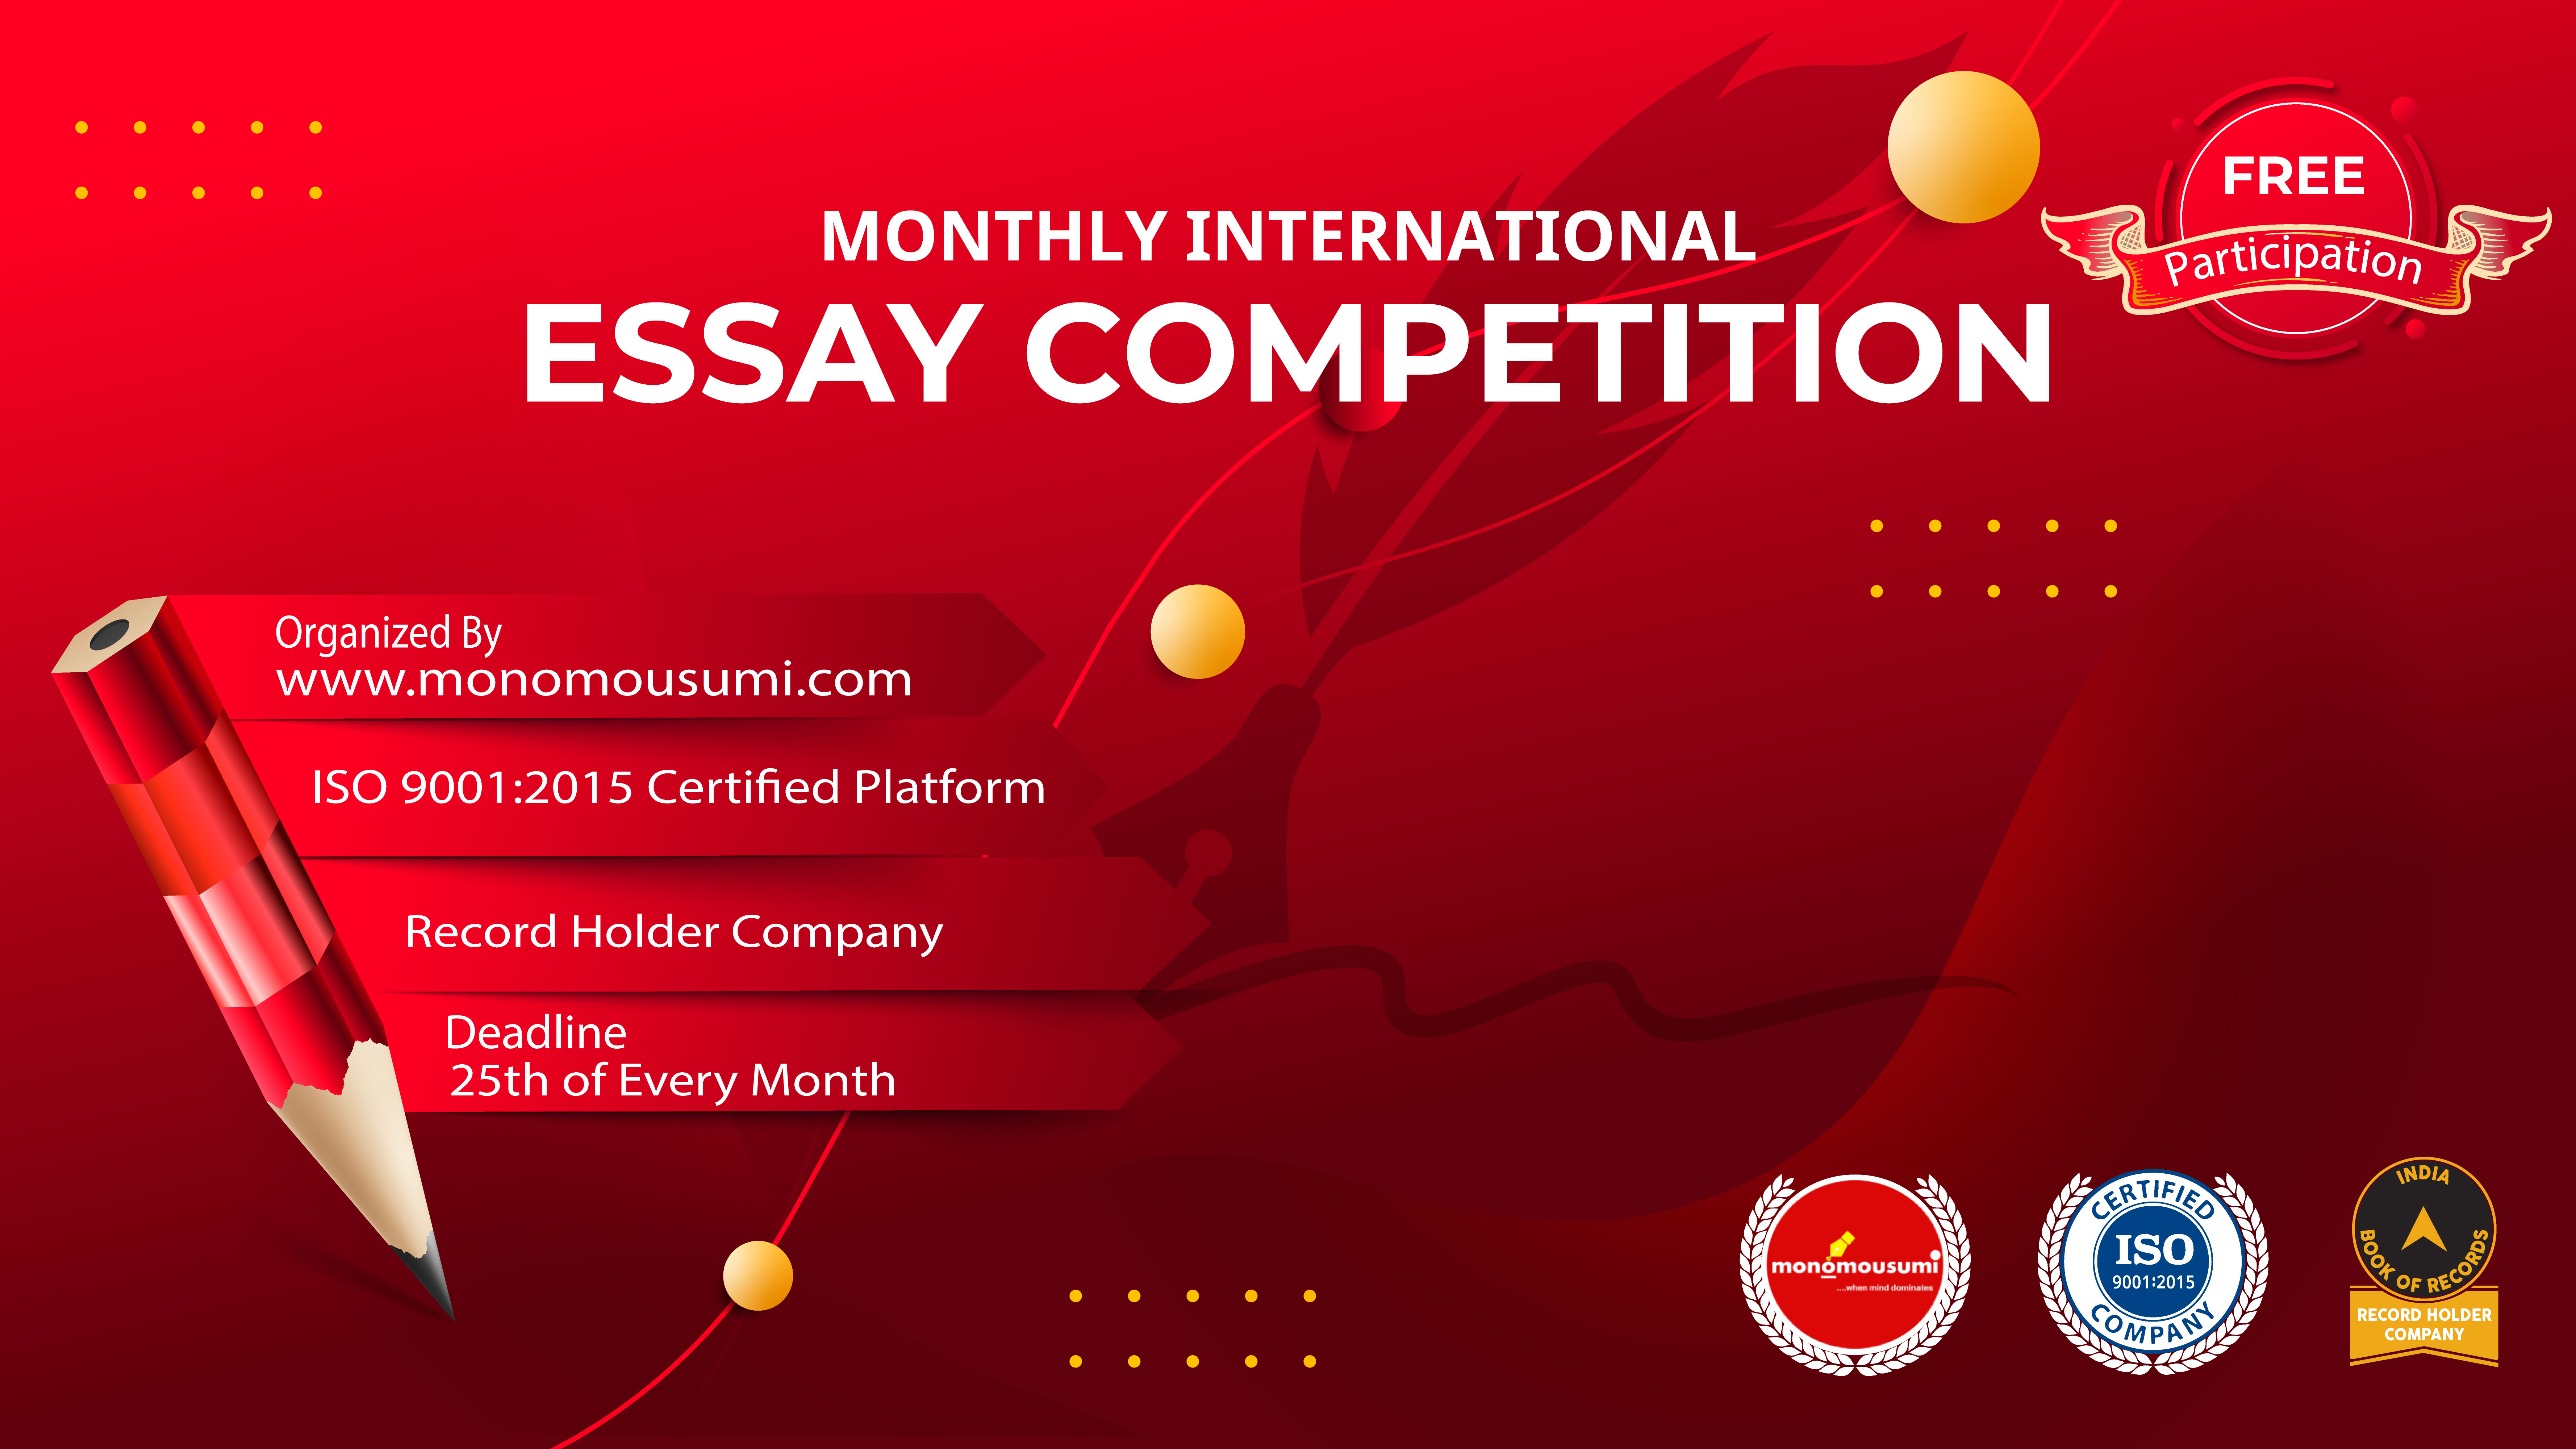 FREE
Participation
MONTHLY INTERNATIONAL
ESSAY COMPETITION
Organized By
www.monomousumi.com
ISO 9001:2015 Certified Platform
Record Holder Company
Deadline
25th of Every Month
monomousumi
....when mind dominates
CERTIFIED
ISO
9001:2015
COMPANY
INDIA
BOOK OF RECORDS
RECORD HOLDER
COMPANY